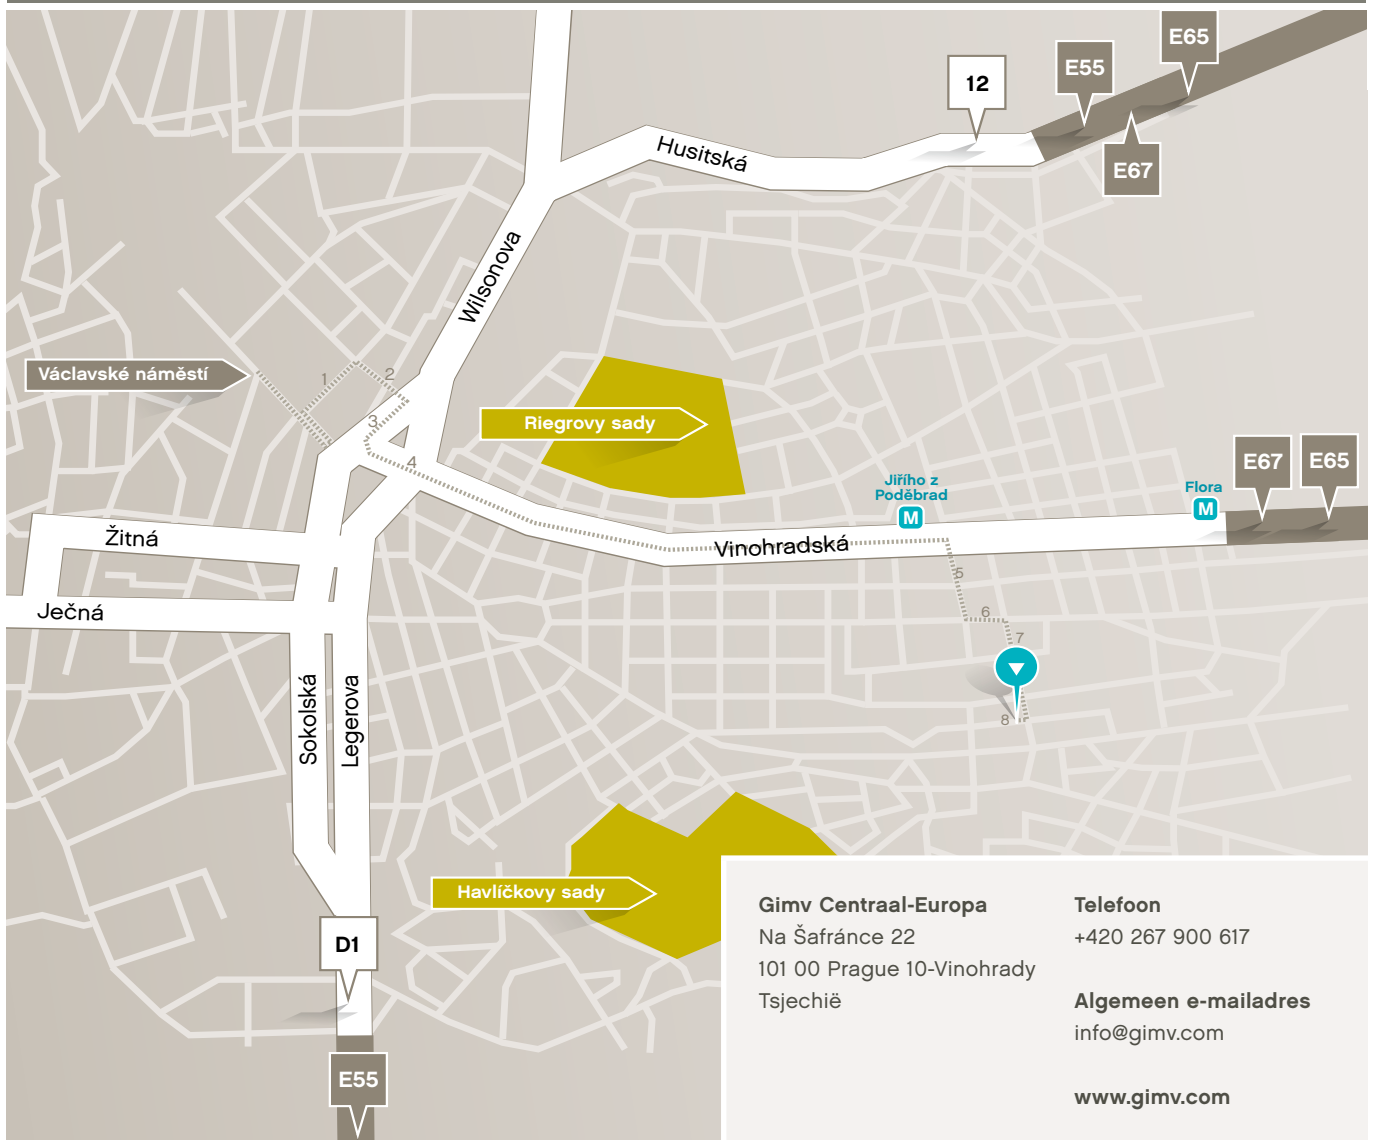 E65
E55
12
E67
Husitská
Wilsonova
Václavské náměstí
1
2
3
4
Riegrovy sady
Jiřího z
Poděbrad
M
Flora
M
E67
E65
Žitná
Vinohradská
5
Ječná
6
7
8
Sokolská
Legerova
Havlíčkovy sady
D1
E55
Gimv Centraal-Europa
Na Šafránce 22
101 00 Prague 10-Vinohrady
Tsjechië
Telefoon
+420 267 900 617
Algemeen e-mailadres
info@gimv.com
www.gimv.com